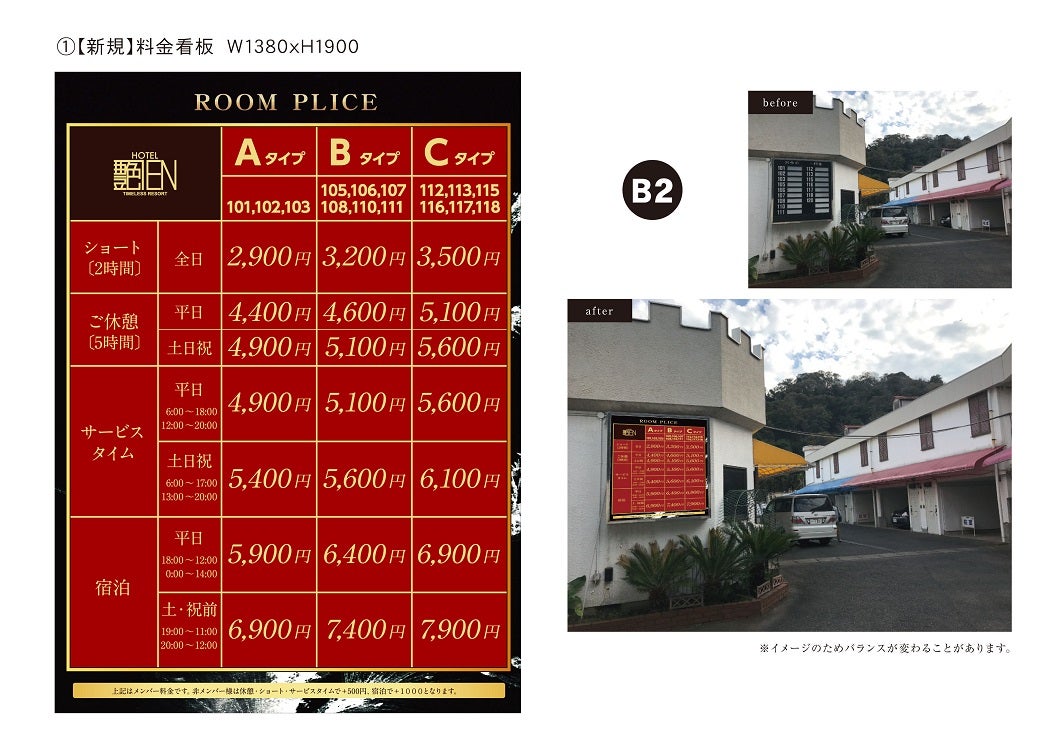 ①【新規】料金看板 W1380xH1900
ROOM PLICE
HOTEL
艶EN
TIMELESS RESORT
Aタイプ Bタイプ Cタイプ
101,102,103
105,106,107
108,110,111
112,113,115
116,117,118
ショート
〔2時間〕
全日 2,900円 3,200円 3,500円
ご休憩
〔5時間〕
平日 4,400円 4,600円 5,100円
土日祝 4,900円 5,100円 5,600円
サービス
タイム
平日
6:00～18:00
12:00～20:00
4,900円 5,100円 5,600円
土日祝
6:00～17:00
13:00～20:00
5,400円 5,600円 6,100円
宿泊
平日
18:00～12:00
0:00～14:00
5,900円 6,400円 6,900円
土・祝前
19:00～11:00
20:00～12:00
6,900円 7,400円 7,900円
上記はメンバー料金です。非メンバー様は休憩・ショート・サービスタイムで+500円、宿泊で+1000となります。
B2
before
after
ROOM PLICE
※イメージのためバランスが変わることがあります。